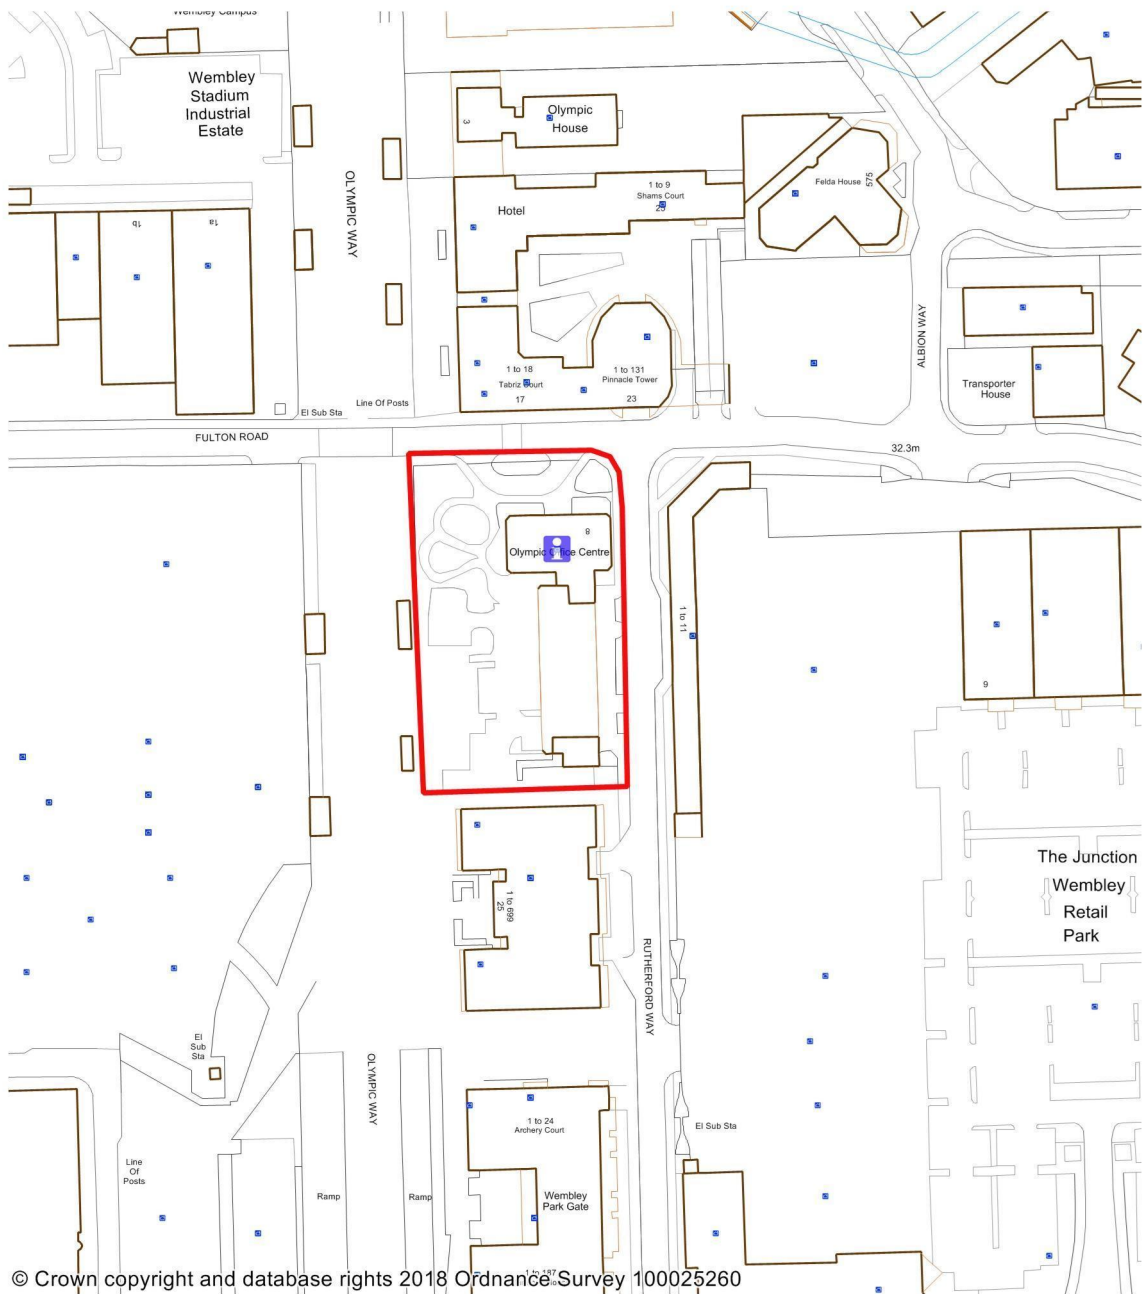 Wembley Campus
Wembley
Stadium
Industrial
Estate
3
Olympic
House
OLYMPIC WAY
1 to 9
Shams Court
25
Felda House
575
Hotel
1b
1a
ALBION WAY
1 to 18
Tabriz Court
17
1 to 131
Pinnacle Tower
23
Transporter
House
El Sub Sta
Line Of Posts
FULTON ROAD
32.3m
8
Olympic Office Centre
1 to 11
9
The Junction
Wembley
Retail
Park
1 to 699
25
RUTHERFORD WAY
El
Sub
Sta
OLYMPIC WAY
1 to 24
Archery Court
El Sub Sta
Line
Of
Posts
Ramp
Ramp
Wembley
Park Gate
1 to 187
© Crown copyright and database rights 2018 Ordnance Survey 100025260